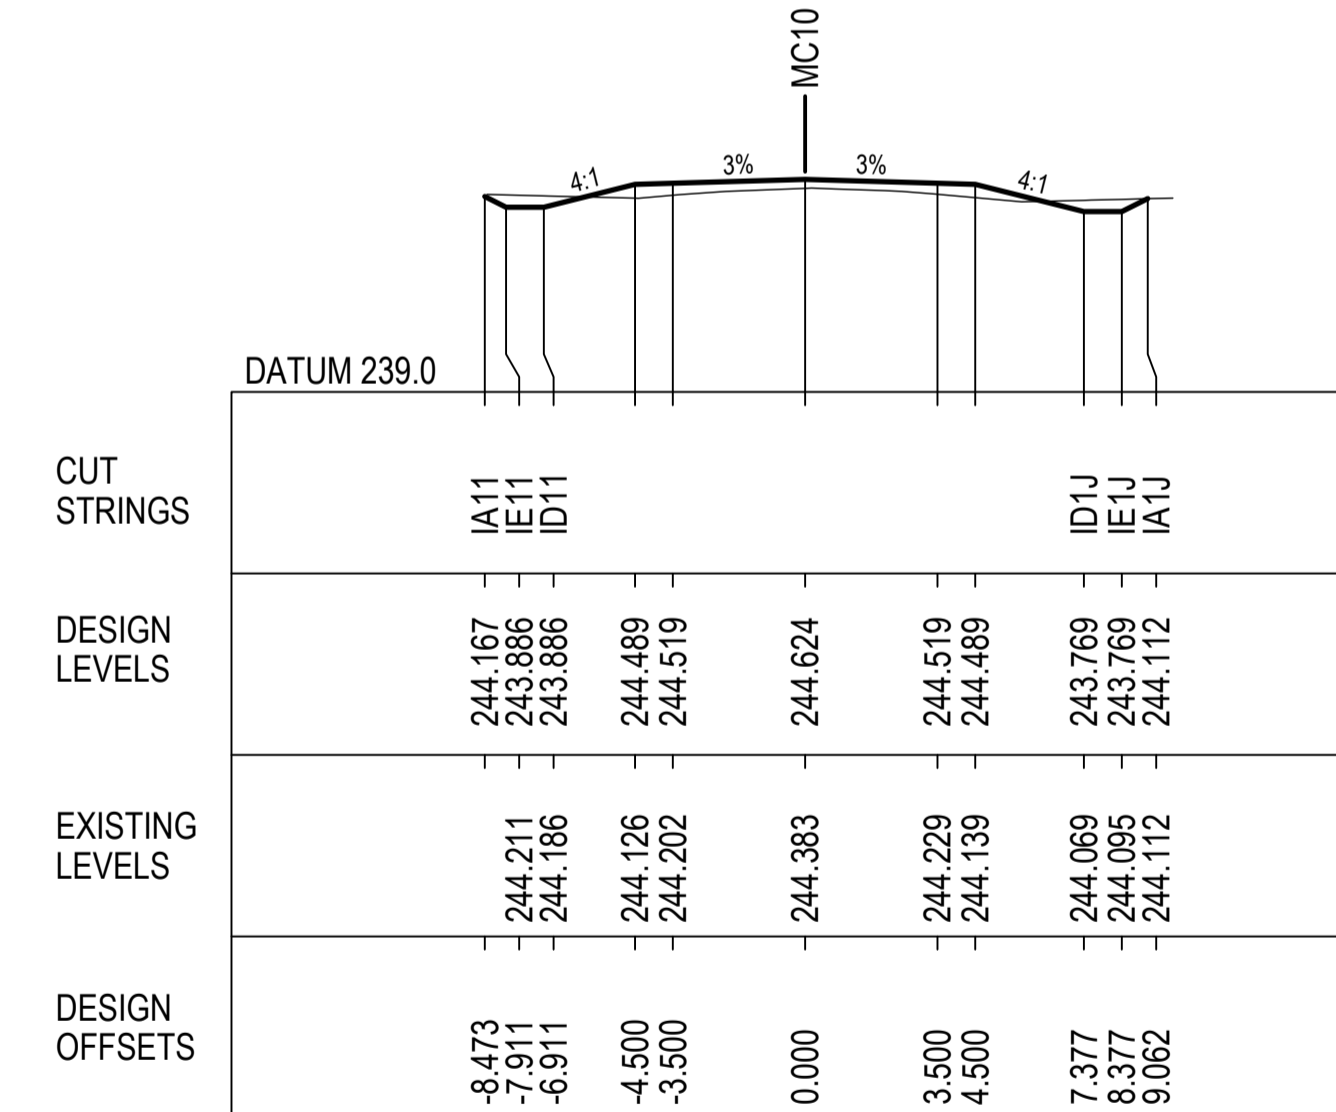 MC10
4:1
3%
3%
4:1
DATUM 239.0
CUT
STRINGS
IA11
IE11
ID11
ID1J
IE1J
IA1J
DESIGN
LEVELS
244.167
243.886
243.886
244.489
244.519
244.624
244.519
244.489
243.769
243.769
244.112
EXISTING
LEVELS
244.211
244.186
244.126
244.202
244.383
244.229
244.139
244.069
244.095
244.112
DESIGN
OFFSETS
-8.473
-7.911
-6.911
-4.500
-3.500
0.000
3.500
4.500
7.377
8.377
9.062